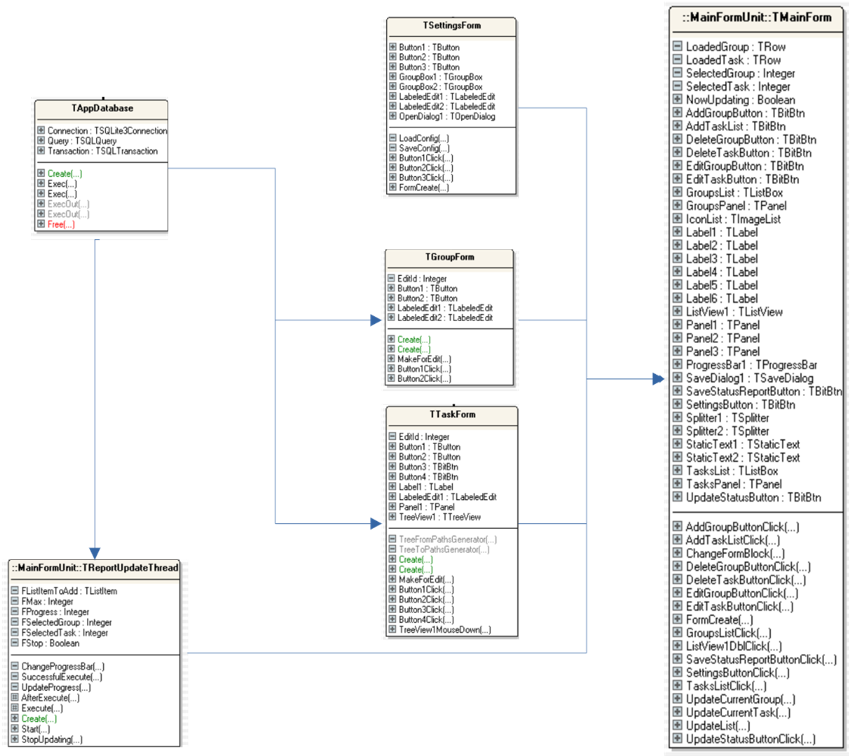 TAppDatabase
Connection : TSQLite3Connection
Query : TSQLQuery
Transaction : TSQLTransaction
Create(...)
Exec(...)
Exec(...)
ExecOut(...)
ExecOut(...)
Free(...)
::MainFormUnit::TReportUpdateThread
FListItemToAdd : TListItem
FMax : Integer
FProgress : Integer
FSelectedGroup : Integer
FSelectedTask : Integer
FStop : Boolean
ChangeProgressBar(...)
SuccessfulExecute(...)
UpdateProgress(...)
AfterExecute(...)
Execute(...)
Create(...)
Start(...)
StopUpdating(...)
TSettingsForm
Button1 : TButton
Button2 : TButton
Button3 : TButton
GroupBox1 : TGroupBox
GroupBox2 : TGroupBox
LabeledEdit1 : TLabeledEdit
LabeledEdit2 : TLabeledEdit
OpenDialog1 : TOpenDialog
LoadConfig(...)
SaveConfig(...)
Button1Click(...)
Button2Click(...)
Button3Click(...)
FormCreate(...)
TGroupForm
EditId : Integer
Button1 : TButton
Button2 : TButton
LabeledEdit1 : TLabeledEdit
LabeledEdit2 : TLabeledEdit
Create(...)
Create(...)
MakeForEdit(...)
Button1Click(...)
Button2Click(...)
TTaskForm
EditId : Integer
Button1 : TButton
Button2 : TButton
Button3 : TBitBtn
Button4 : TBitBtn
Label1 : TLabel
LabeledEdit1 : TLabeledEdit
Panel1 : TPanel
TreeView1 : TTreeView
TreeFromPathsGenerator(...)
TreeToPathsGenerator(...)
Create(...)
Create(...)
MakeForEdit(...)
Button1Click(...)
Button2Click(...)
Button3Click(...)
Button4Click(...)
TreeView1MouseDown(...)
::MainFormUnit::TMainForm
LoadedGroup : TRow
LoadedTask : TRow
SelectedGroup : Integer
SelectedTask : Integer
NowUpdating : Boolean
AddGroupButton : TBitBtn
AddTaskList : TBitBtn
DeleteGroupButton : TBitBtn
DeleteTaskButton : TBitBtn
EditGroupButton : TBitBtn
EditTaskButton : TBitBtn
GroupsList : TListBox
GroupsPanel : TPanel
IconList : TImageList
Label1 : TLabel
Label2 : TLabel
Label3 : TLabel
Label4 : TLabel
Label5 : TLabel
Label6 : TLabel
ListView1 : TListView
Panel1 : TPanel
Panel2 : TPanel
Panel3 : TPanel
ProgressBar1 : TProgressBar
SaveDialog1 : TSaveDialog
SaveStatusReportButton : TBitBtn
SettingsButton : TBitBtn
Splitter1 : TSplitter
Splitter2 : TSplitter
StaticText1 : TStaticText
StaticText2 : TStaticText
TasksList : TListBox
TasksPanel : TPanel
UpdateStatusButton : TBitBtn
AddGroupButtonClick(...)
AddTaskListClick(...)
ChangeFormBlock(...)
DeleteGroupButtonClick(...)
DeleteTaskButtonClick(...)
EditGroupButtonClick(...)
EditTaskButtonClick(...)
FormCreate(...)
GroupsListClick(...)
ListView1DblClick(...)
SaveStatusReportButtonClick(...)
SettingsButtonClick(...)
TasksListClick(...)
UpdateCurrentGroup(...)
UpdateCurrentTask(...)
UpdateList(...)
UpdateStatusButtonClick(...)